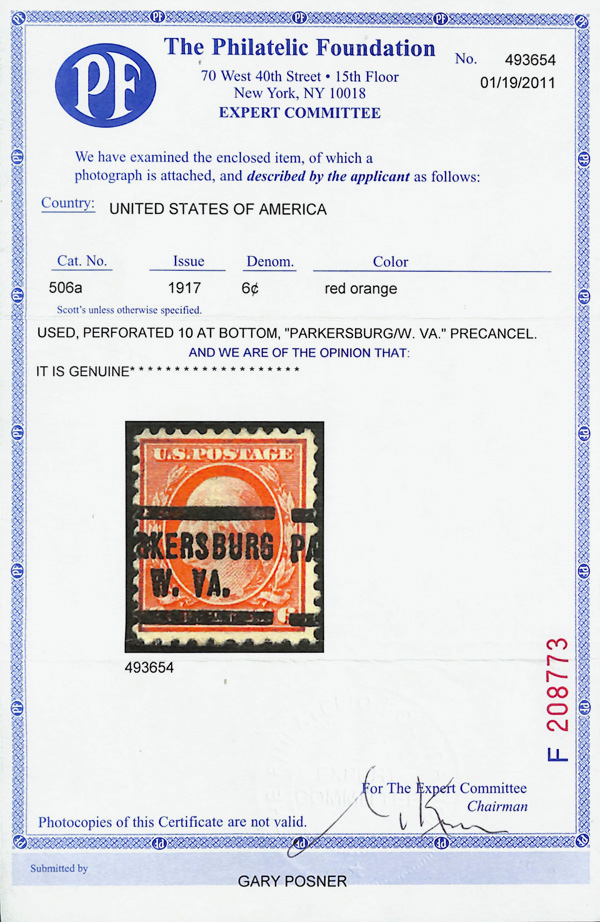 PF
The Philatelic Foundation
70 West 40th Street • 15th Floor
New York, NY 10018
EXPERT COMMITTEE
No. 493654
01/19/2011
We have examined the enclosed item, of which a
photograph is attached, and described by the applicant as follows:
Country: UNITED STATES OF AMERICA
Cat. No. Issue Denom. Color
506a 1917 6¢ red orange
Scott's unless otherwise specified.
USED, PERFORATED 10 AT BOTTOM, "PARKERSBURG/W. VA." PRECANCEL.
AND WE ARE OF THE OPINION THAT:
IT IS GENUINE* * * * * * * * * * * * * * * * * * *
U.S.POSTAGE
RKERSBURG PA
W. VA.
493654
F 208773
For The Expert Committee
Chairman
Photocopies of this Certificate are not valid.
Submitted by
GARY POSNER